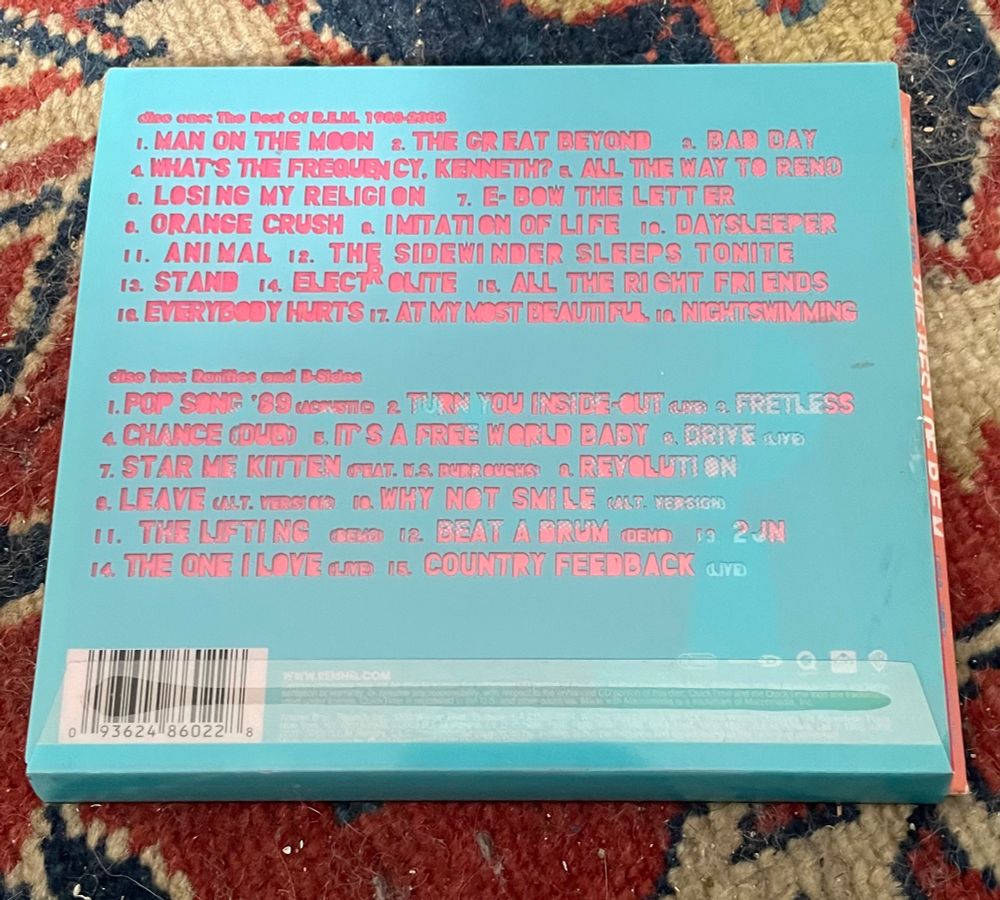 disc one: The Best Of R.E.M. 1988-2003
1. MAN ON THE MOON 2. THE GREAT BEYOND 3. BAD DAY
4. WHAT'S THE FREQUENCY, KENNETH? 5. ALL THE WAY TO RENO
6. LOSING MY RELIGION 7. E-BOW THE LETTER
8. ORANGE CRUSH 9. IMITATION OF LIFE 10. DAYSLEEPER
11. ANIMAL 12. THE SIDEWINDER SLEEPS TONITE
13. STAND 14. ELECTROLITE 15. ALL THE RIGHT FRIENDS
16. EVERYBODY HURTS 17. AT MY MOST BEAUTIFUL 18. NIGHTSWIMMING
disc two: Rarities and B-Sides
1. POP SONG '89 (ACOUSTIC) 2. TURN YOU INSIDE-OUT (LIVE) 3. FRETLESS
4. CHANCE (DUB) 5. IT'S A FREE WORLD BABY 6. DRIVE (LIVE)
7. STAR ME KITTEN (FEAT. W.S. BURROUGHS) 8. REVOLUTION
9. LEAVE (ALT. VERSION) 10. WHY NOT SMILE (ALT. VERSION)
11. THE LIFTING (DEMO) 12. BEAT A DRUM (DEMO) 13. 2JN
14. THE ONE I LOVE (LIVE) 15. COUNTRY FEEDBACK (LIVE)
WWW.REMHQ.COM
0 93624 86022 8